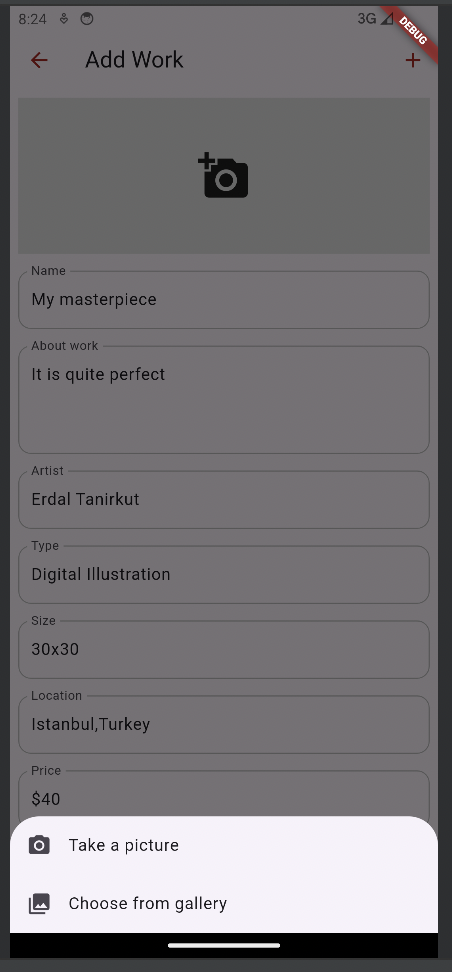 8:24
3G
DEBUG
Add Work
Name
My masterpiece
About work
It is quite perfect
Artist
Erdal Tanirkut
Type
Digital Illustration
Size
30x30
Location
Istanbul,Turkey
Price
$40
Take a picture
Choose from gallery